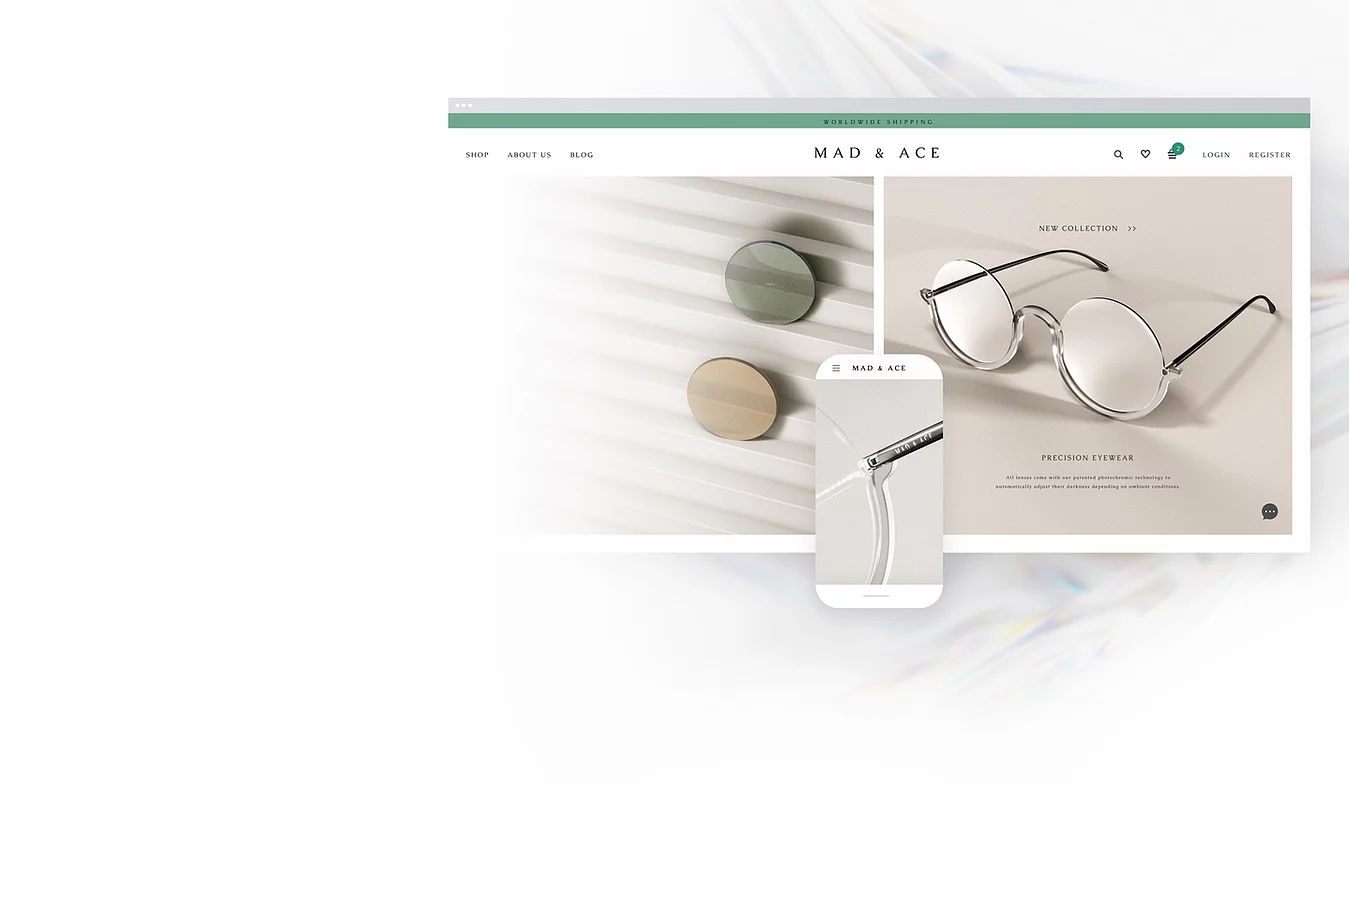 WORLDWIDE SHIPPING
SHOP ABOUT US BLOG
MAD & ACE
2
LOGIN REGISTER
NEW COLLECTION >>
MAD & ACE
MAD & ACE
PRECISION EYEWEAR
All lenses come with our patented photochromic technology to
automatically adjust their darkness depending on ambient conditions.